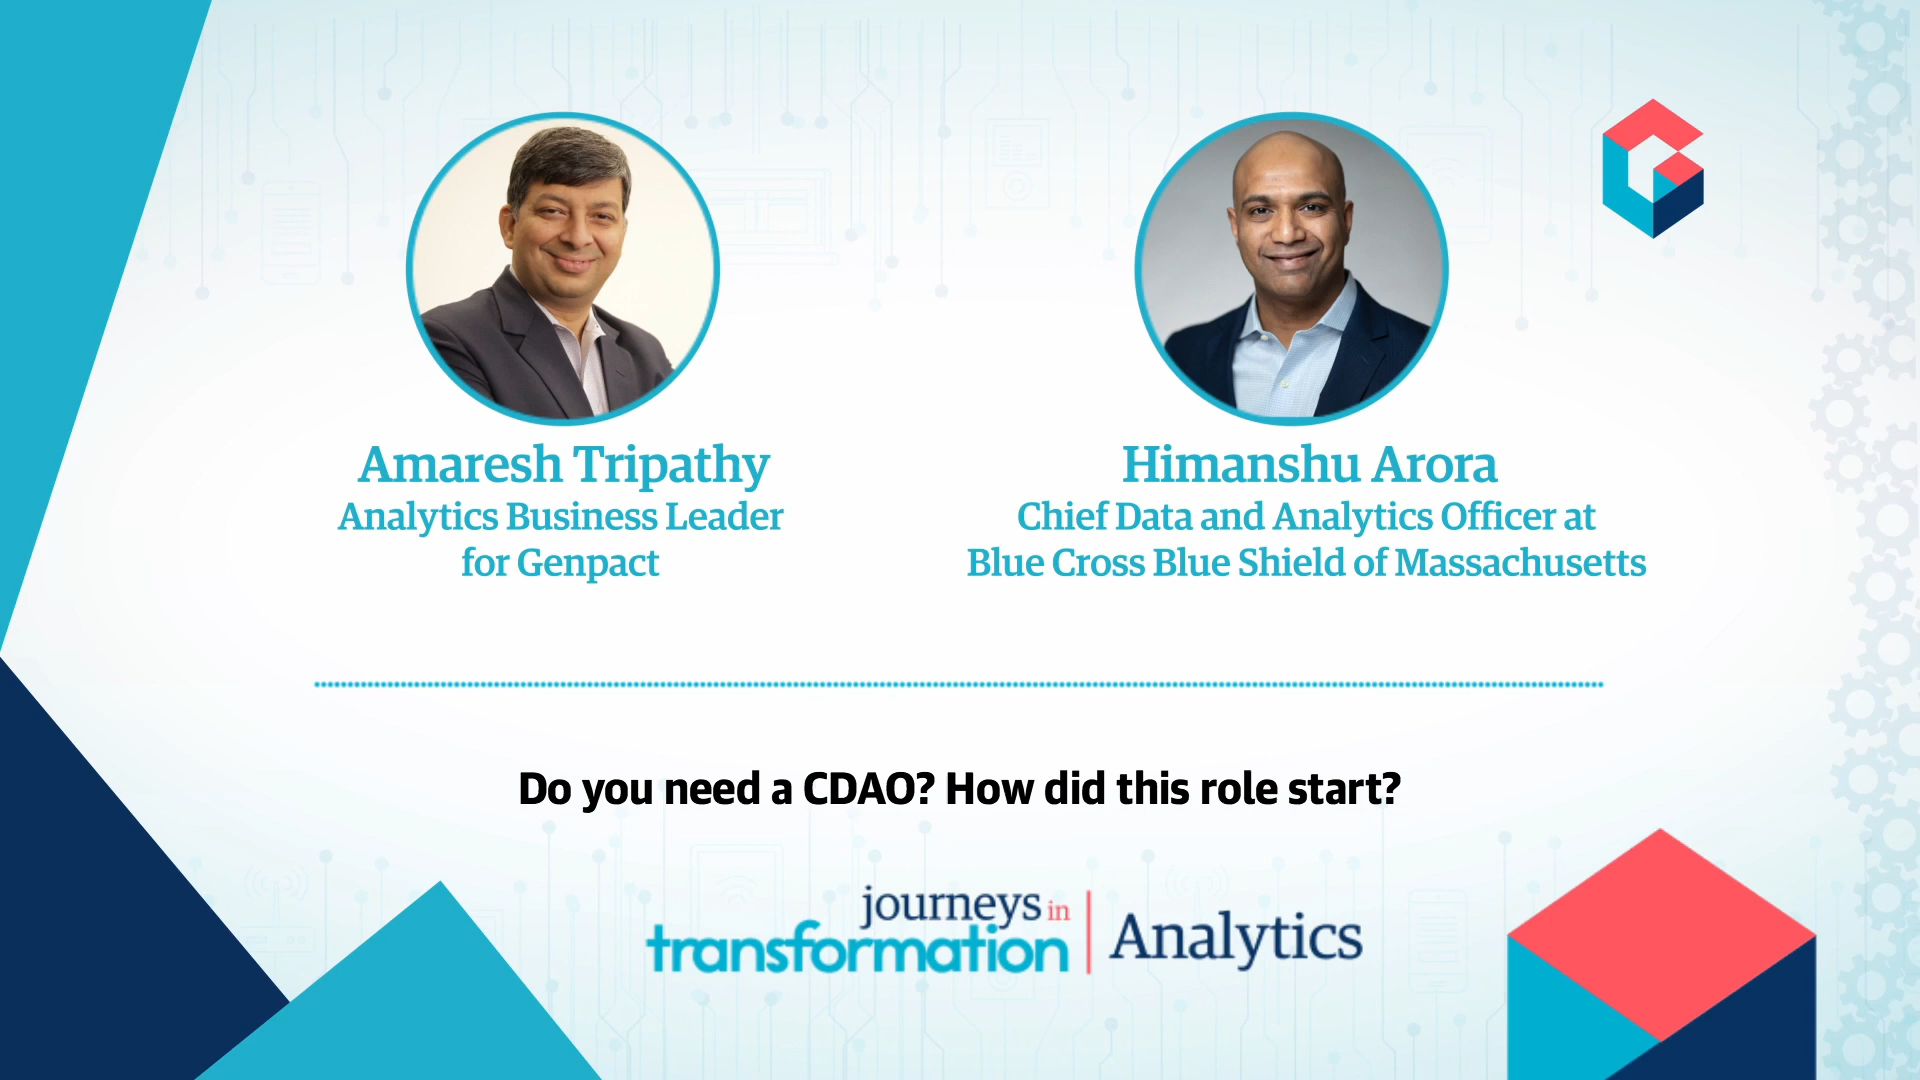 Amaresh Tripathy
Analytics Business Leader
for Genpact
Himanshu Arora
Chief Data and Analytics Officer at
Blue Cross Blue Shield of Massachusetts
Do you need a CDAO? How did this role start?
journeys in
transformation
Analytics